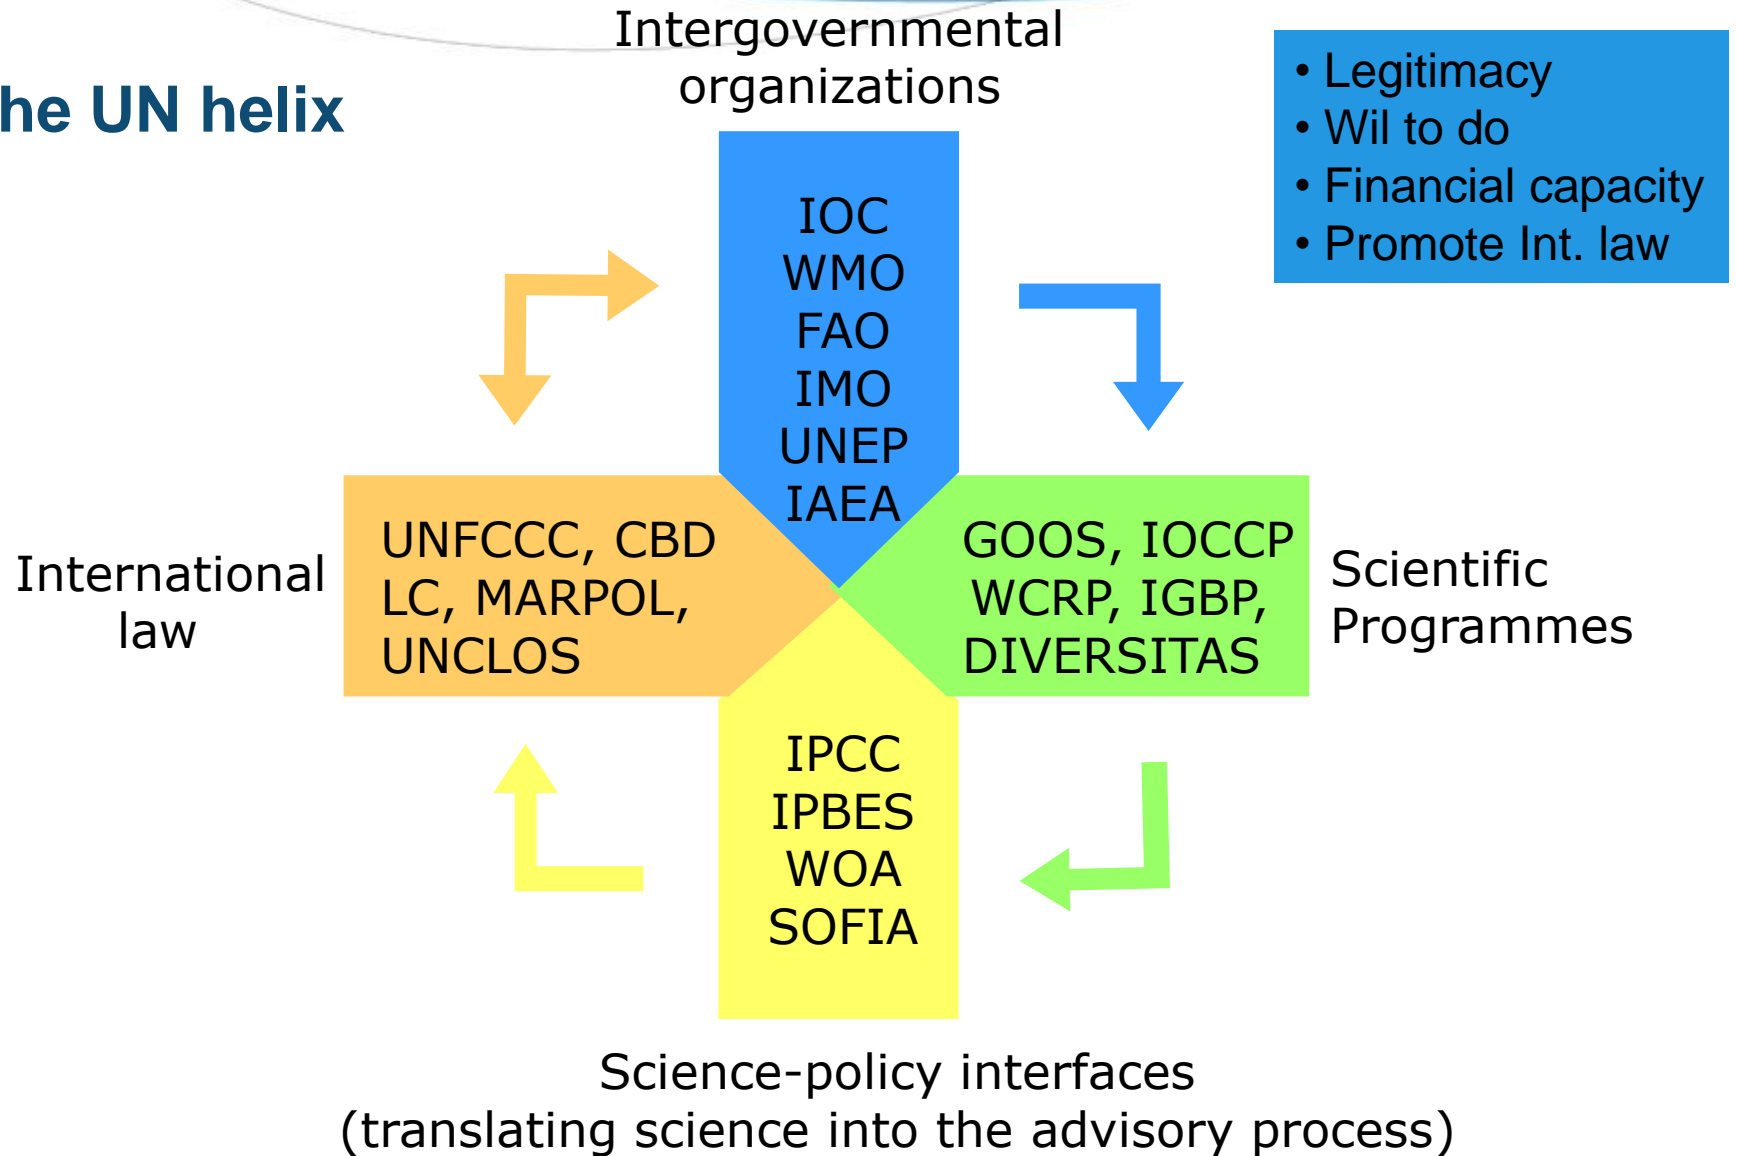 Intergovernmental
organizations
he UN helix
• Legitimacy
• Wil to do
• Financial capacity
• Promote Int. law
IOC
WMO
FAO
IMO
UNEP
IAEA
International
law
UNFCCC, CBD
LC, MARPOL,
UNCLOS
GOOS, IOCCP
WCRP, IGBP,
DIVERSITAS
Scientific
Programmes
IPCC
IPBES
WOA
SOFIA
Science-policy interfaces
(translating science into the advisory process)